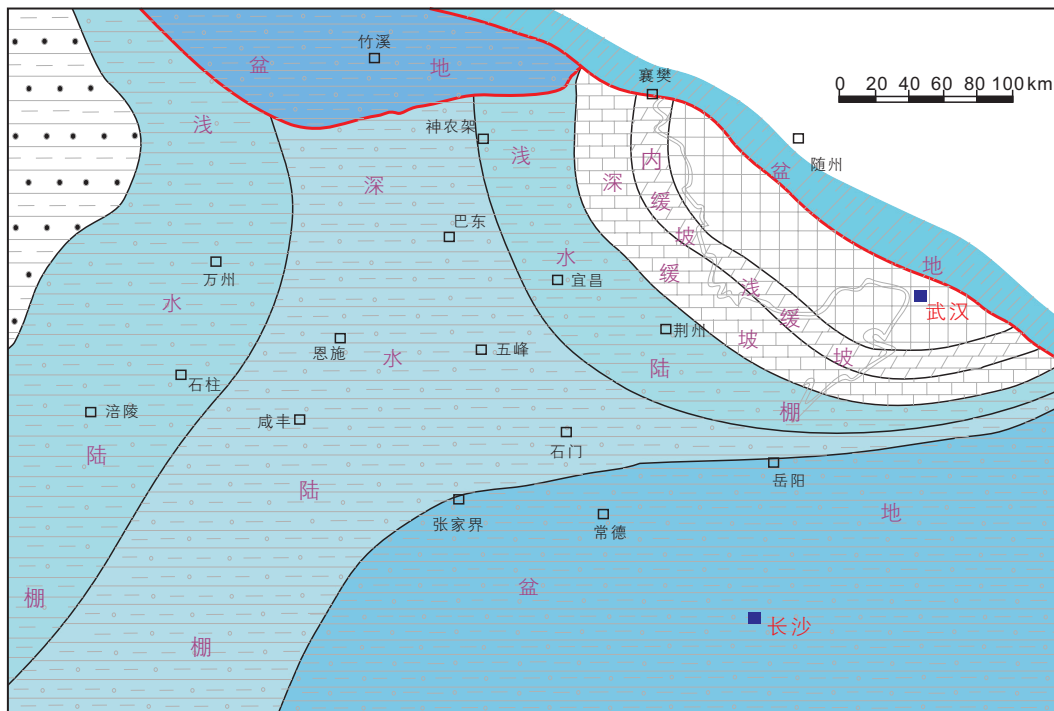 竹溪
盆地
襄樊
0 20 40 60 80 100 km
浅水陆棚
神农架
浅水陆棚
随州
盆地
深水陆棚
深缓坡
内缓坡
浅缓坡
巴东
万州
宜昌
武汉
恩施
五峰
荆州
石柱
涪陵
咸丰
石门
岳阳
张家界
常德
盆地
长沙